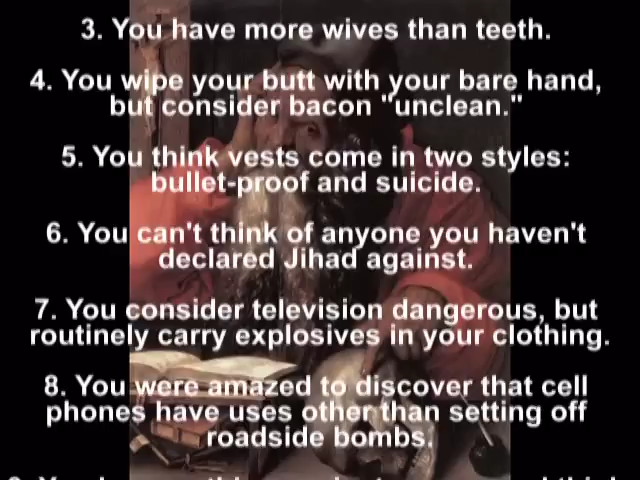 3. You have more wives than teeth.
4. You wipe your butt with your bare hand,
but consider bacon "unclean."
5. You think vests come in two styles:
bullet-proof and suicide.
6. You can't think of anyone you haven't
declared Jihad against.
7. You consider television dangerous, but
routinely carry explosives in your clothing.
8. You were amazed to discover that cell
phones have uses other than setting off
roadside bombs.